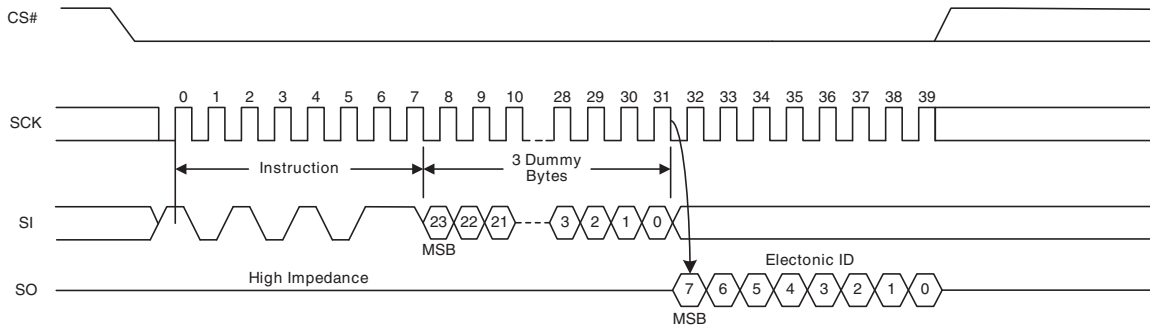 CS#
0 1 2 3 4 5 6 7 8 9 10 28 29 30 31 32 33 34 35 36 37 38 39
SCK
Instruction
3 Dummy
Bytes
SI
23 22 21 3 2 1 0
MSB
Electonic ID
High Impedance
SO
7 6 5 4 3 2 1 0
MSB